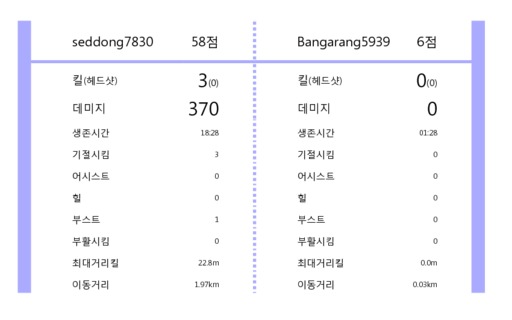 seddong7830 58점
킬(헤드샷) 3(0)
데미지 370
생존시간 18:28
기절시킴 3
어시스트 0
힐 0
부스트 1
부활시킴 0
최대거리킬 22.8m
이동거리 1.97km
Bangarang5939 6점
킬(헤드샷) 0(0)
데미지 0
생존시간 01:28
기절시킴 0
어시스트 0
힐 0
부스트 0
부활시킴 0
최대거리킬 0.0m
이동거리 0.03km